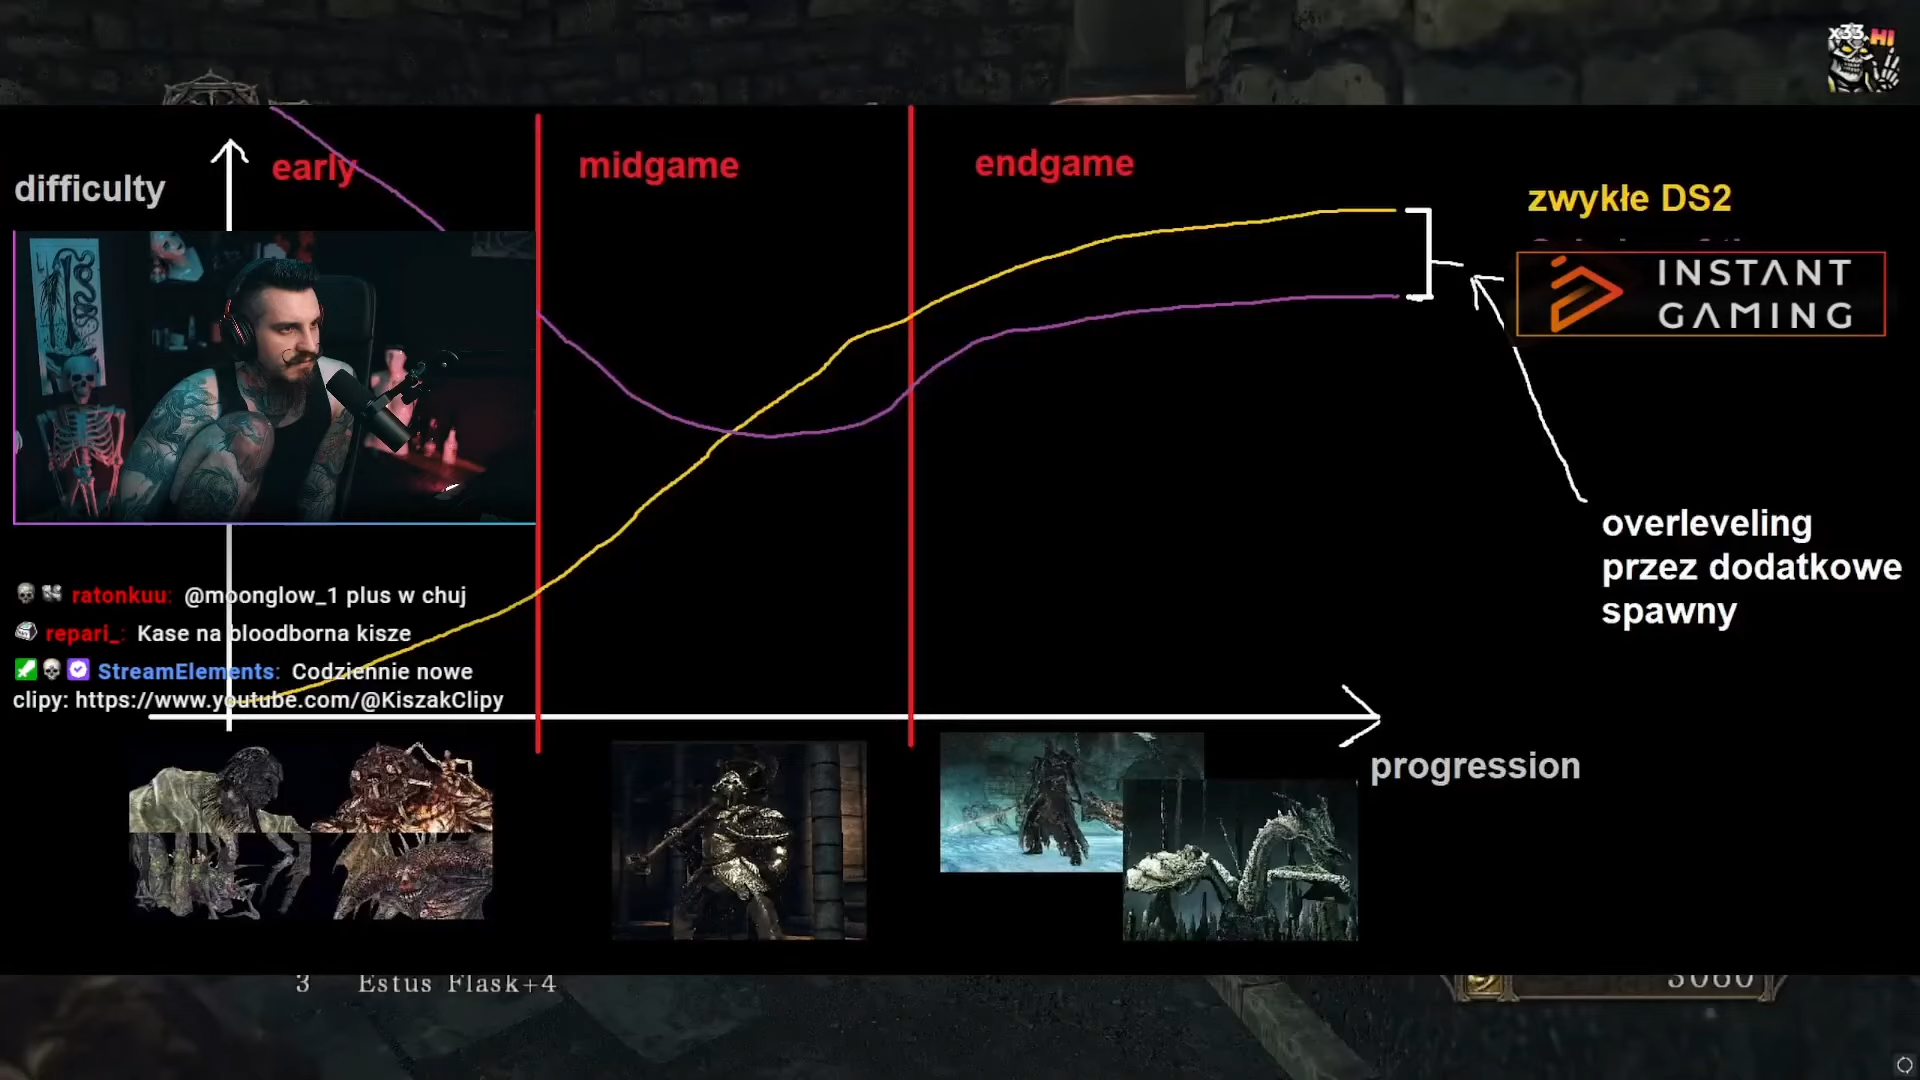 x33 HI
difficulty
early
midgame
endgame
zwykłe DS2
INSTANT
GAMING
overleveling
przez dodatkowe
spawny
ratonkuu: @moonglow_1 plus w chuj
repari_: Kase na bloodborna kisze
StreamElements: Codziennie nowe
clipy: https://www.youtube.com/@KiszakClipy
progression
3 Estus Flask+4
3060